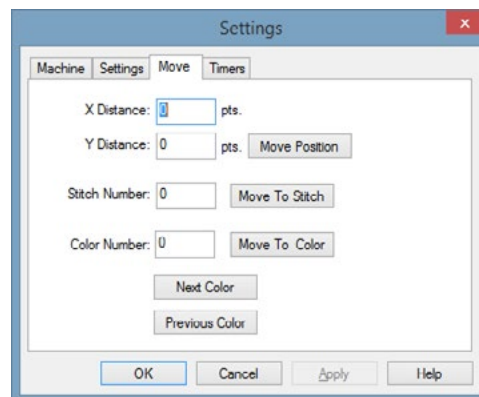 Settings
x
Machine Settings Move Timers
X Distance: 0 pts.
Y Distance: 0 pts. Move Position
Stitch Number: 0 Move To Stitch
Color Number: 0 Move To Color
Next Color
Previous Color
OK Cancel Apply Help